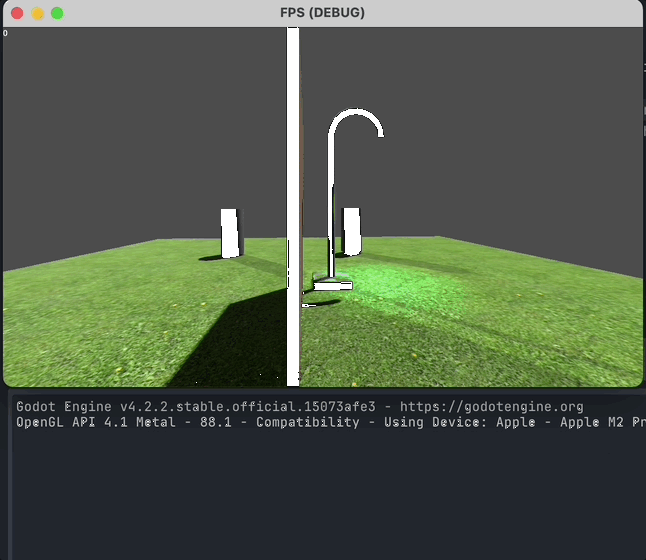 FPS (DEBUG)
0
Godot Engine v4.2.2.stable.official.15073afe3 - https://godotengine.org
OpenGL API 4.1 Metal - 88.1 - Compatibility - Using Device: Apple - Apple M2